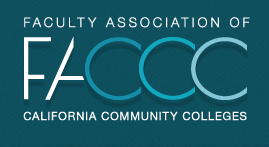 FACULTY ASSOCIATION OF
FACCC
CALIFORNIA COMMUNITY COLLEGES